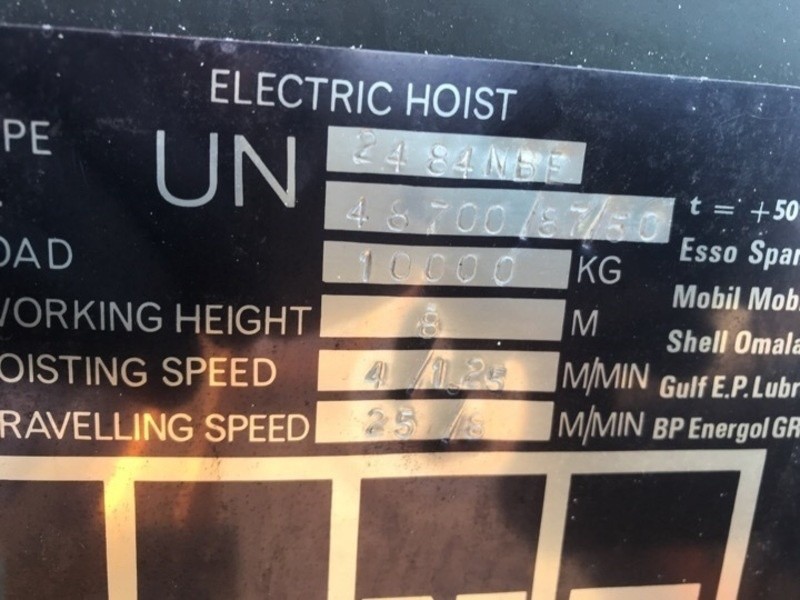 ELECTRIC HOIST
PE UN 2484NBE
48700/87/50
OAD 10000 KG
WORKING HEIGHT 8 M
OISTING SPEED 4/1.25 M/MIN
RAVELLING SPEED 25/8 M/MIN
t = +50
Esso Spar
Mobil Mob
Shell Omala
Gulf E.P.Lubr
BP Energol GR